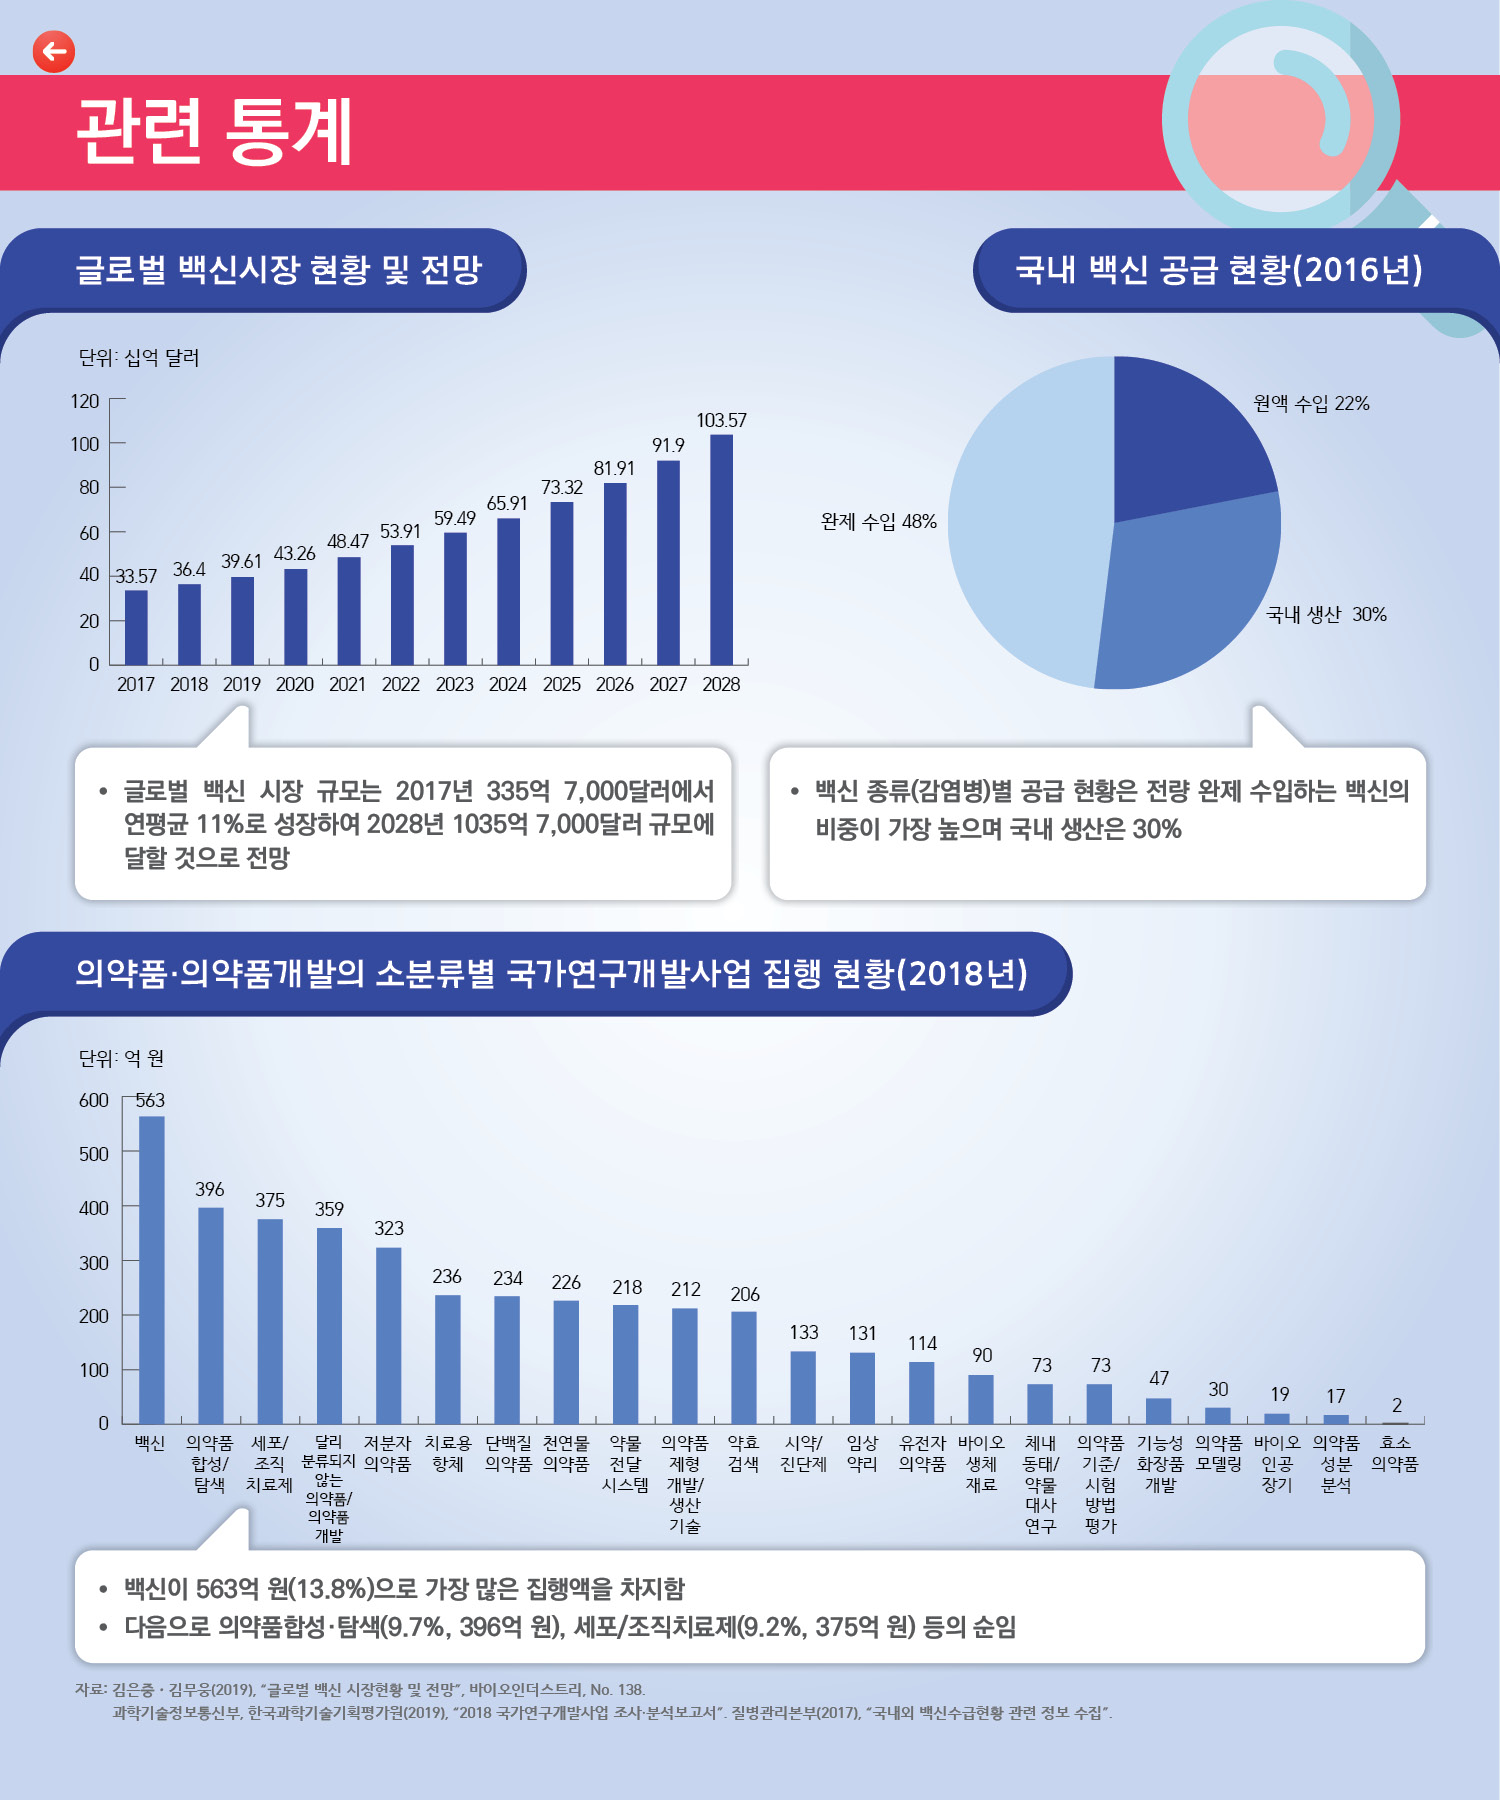 관련 통계
글로벌 백신시장 현황 및 전망
국내 백신 공급 현황(2016년)
단위: 십억 달러
120
100
80
60
40
20
0
33.57
36.4
39.61
43.26
48.47
53.91
59.49
65.91
73.32
81.91
91.9
103.57
2017 2018 2019 2020 2021 2022 2023 2024 2025 2026 2027 2028
원액 수입 22%
완제 수입 48%
국내 생산 30%
• 글로벌 백신 시장 규모는 2017년 335억 7,000달러에서
연평균 11%로 성장하여 2028년 1035억 7,000달러 규모에
달할 것으로 전망
• 백신 종류(감염병)별 공급 현황은 전량 완제 수입하는 백신의
비중이 가장 높으며 국내 생산은 30%
의약품·의약품개발의 소분류별 국가연구개발사업 집행 현황(2018년)
단위: 억 원
600
500
400
300
200
100
0
563
396
375
359
323
236
234
226
218
212
206
133
131
114
90
73
73
47
30
19
17
2
백신
의약품
합성/
탐색
세포/
조직
치료제
달리
분류되지
않는
의약품/
의약품
개발
저분자
의약품
치료용
항체
단백질
의약품
천연물
의약품
약물
전달
시스템
의약품
제형
개발/
생산
기술
약효
검색
시약/
진단제
임상
약리
유전자
의약품
바이오
생체
재료
체내
동태/
약물
대사
연구
의약품
기준/
시험
방법
평가
기능성
화장품
개발
의약품
모델링
바이오
인공
장기
의약품
성분
분석
효소
의약품
• 백신이 563억 원(13.8%)으로 가장 많은 집행액을 차지함
• 다음으로 의약품합성·탐색(9.7%, 396억 원), 세포/조직치료제(9.2%, 375억 원) 등의 순임
자료: 김은중·김무웅(2019), “글로벌 백신 시장현황 및 전망”, 바이오인더스트리, No. 138.
과학기술정보통신부, 한국과학기술기획평가원(2019), “2018 국가연구개발사업 조사·분석보고서”. 질병관리본부(2017), “국내외 백신수급현황 관련 정보 수집”.